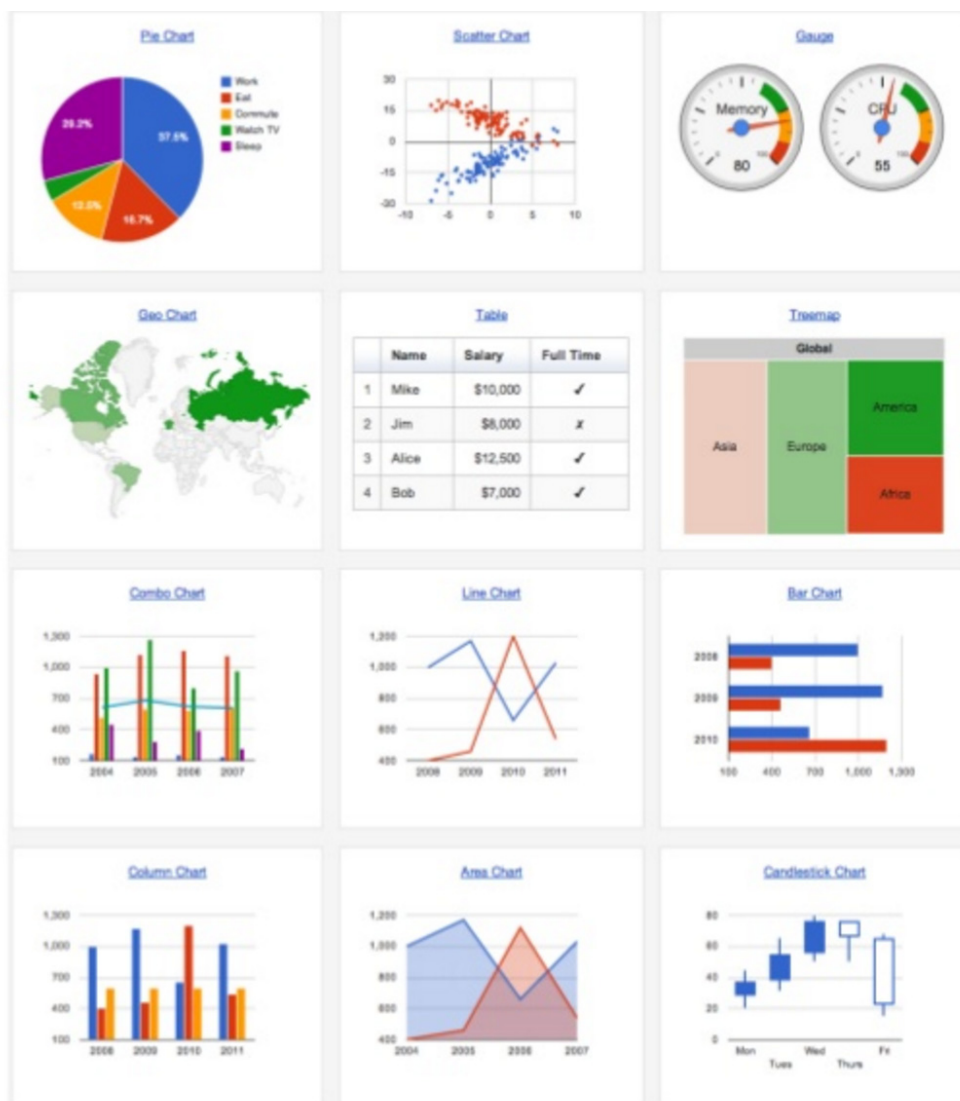 Pie Chart
Work
Eat
Commute
Watch TV
Sleep
37.5%
16.7%
Scatter Chart
30
15
0
-15
-30
-10 -5 0 5 10
Gauge
Memory
80
CPU
55
Geo Chart
Table
Name Salary Full Time
1 Mike $10,000 ✓
2 Jim $8,000 ✗
3 Alice $12,500 ✓
4 Bob $7,000 ✓
Treemap
Global
Asia
Europe
America
Africa
Combo Chart
1,300
1,000
700
400
100
2004 2005 2006 2007
Line Chart
1,200
1,000
800
600
400
2008 2009 2010 2011
Bar Chart
2008
2009
2010
100 400 700 1,000 1,300
Column Chart
1,300
1,000
700
400
100
2008 2009 2010 2011
Area Chart
1,200
1,000
800
600
400
2004 2005 2006 2007
Candlestick Chart
80
60
40
20
0
Mon Wed Fri
Tues Thurs